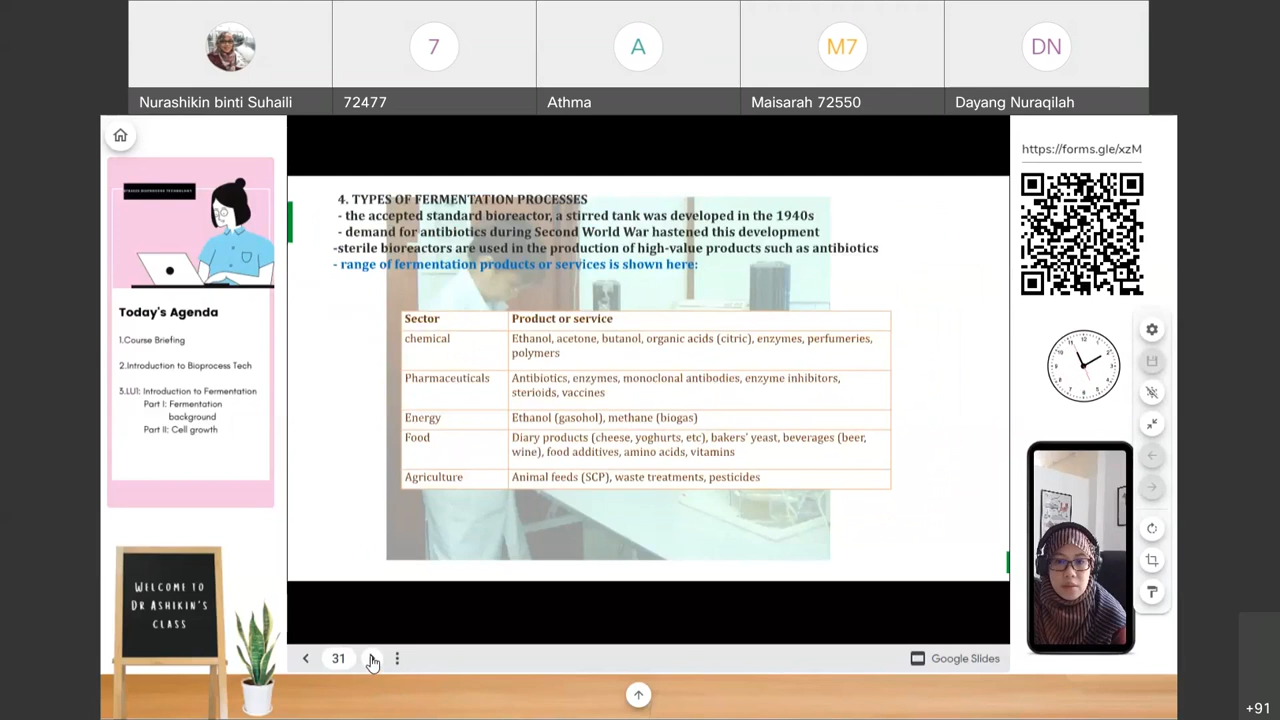 7
A
M7
DN
Nurashikin binti Suhaili
72477
Athma
Maisarah 72550
Dayang Nuraqilah
Today's Agenda
1.Course Briefing
2.Introduction to Bioprocess Tech
3.LU1: Introduction to Fermentation
Part I: Fermentation
background
Part II: Cell growth
WELCOME TO
DR ASHIKIN'S
CLASS
4. TYPES OF FERMENTATION PROCESSES
- the accepted standard bioreactor, a stirred tank was developed in the 1940s
- demand for antibiotics during Second World War hastened this development
-sterile bioreactors are used in the production of high-value products such as antibiotics
- range of fermentation products or services is shown here:
Sector Product or service
chemical Ethanol, acetone, butanol, organic acids (citric), enzymes, perfumeries,
polymers
Pharmaceuticals Antibiotics, enzymes, monoclonal antibodies, enzyme inhibitors,
sterioids, vaccines
Energy Ethanol (gasohol), methane (biogas)
Food Diary products (cheese, yoghurts, etc), bakers' yeast, beverages (beer,
wine), food additives, amino acids, vitamins
Agriculture Animal feeds (SCP), waste treatments, pesticides
31
Google Slides
https://forms.gle/xzM
+91